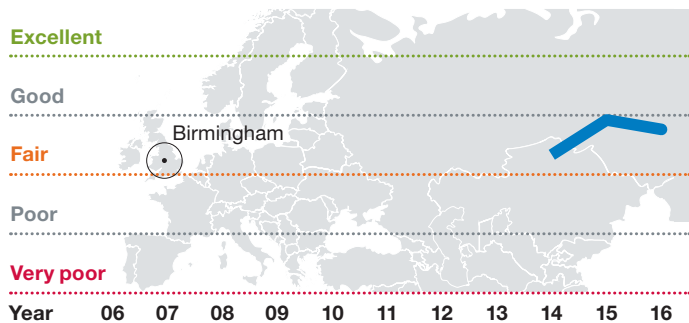 Excellent
Good
Birmingham
Fair
Poor
Very poor
Year 06 07 08 09 10 11 12 13 14 15 16